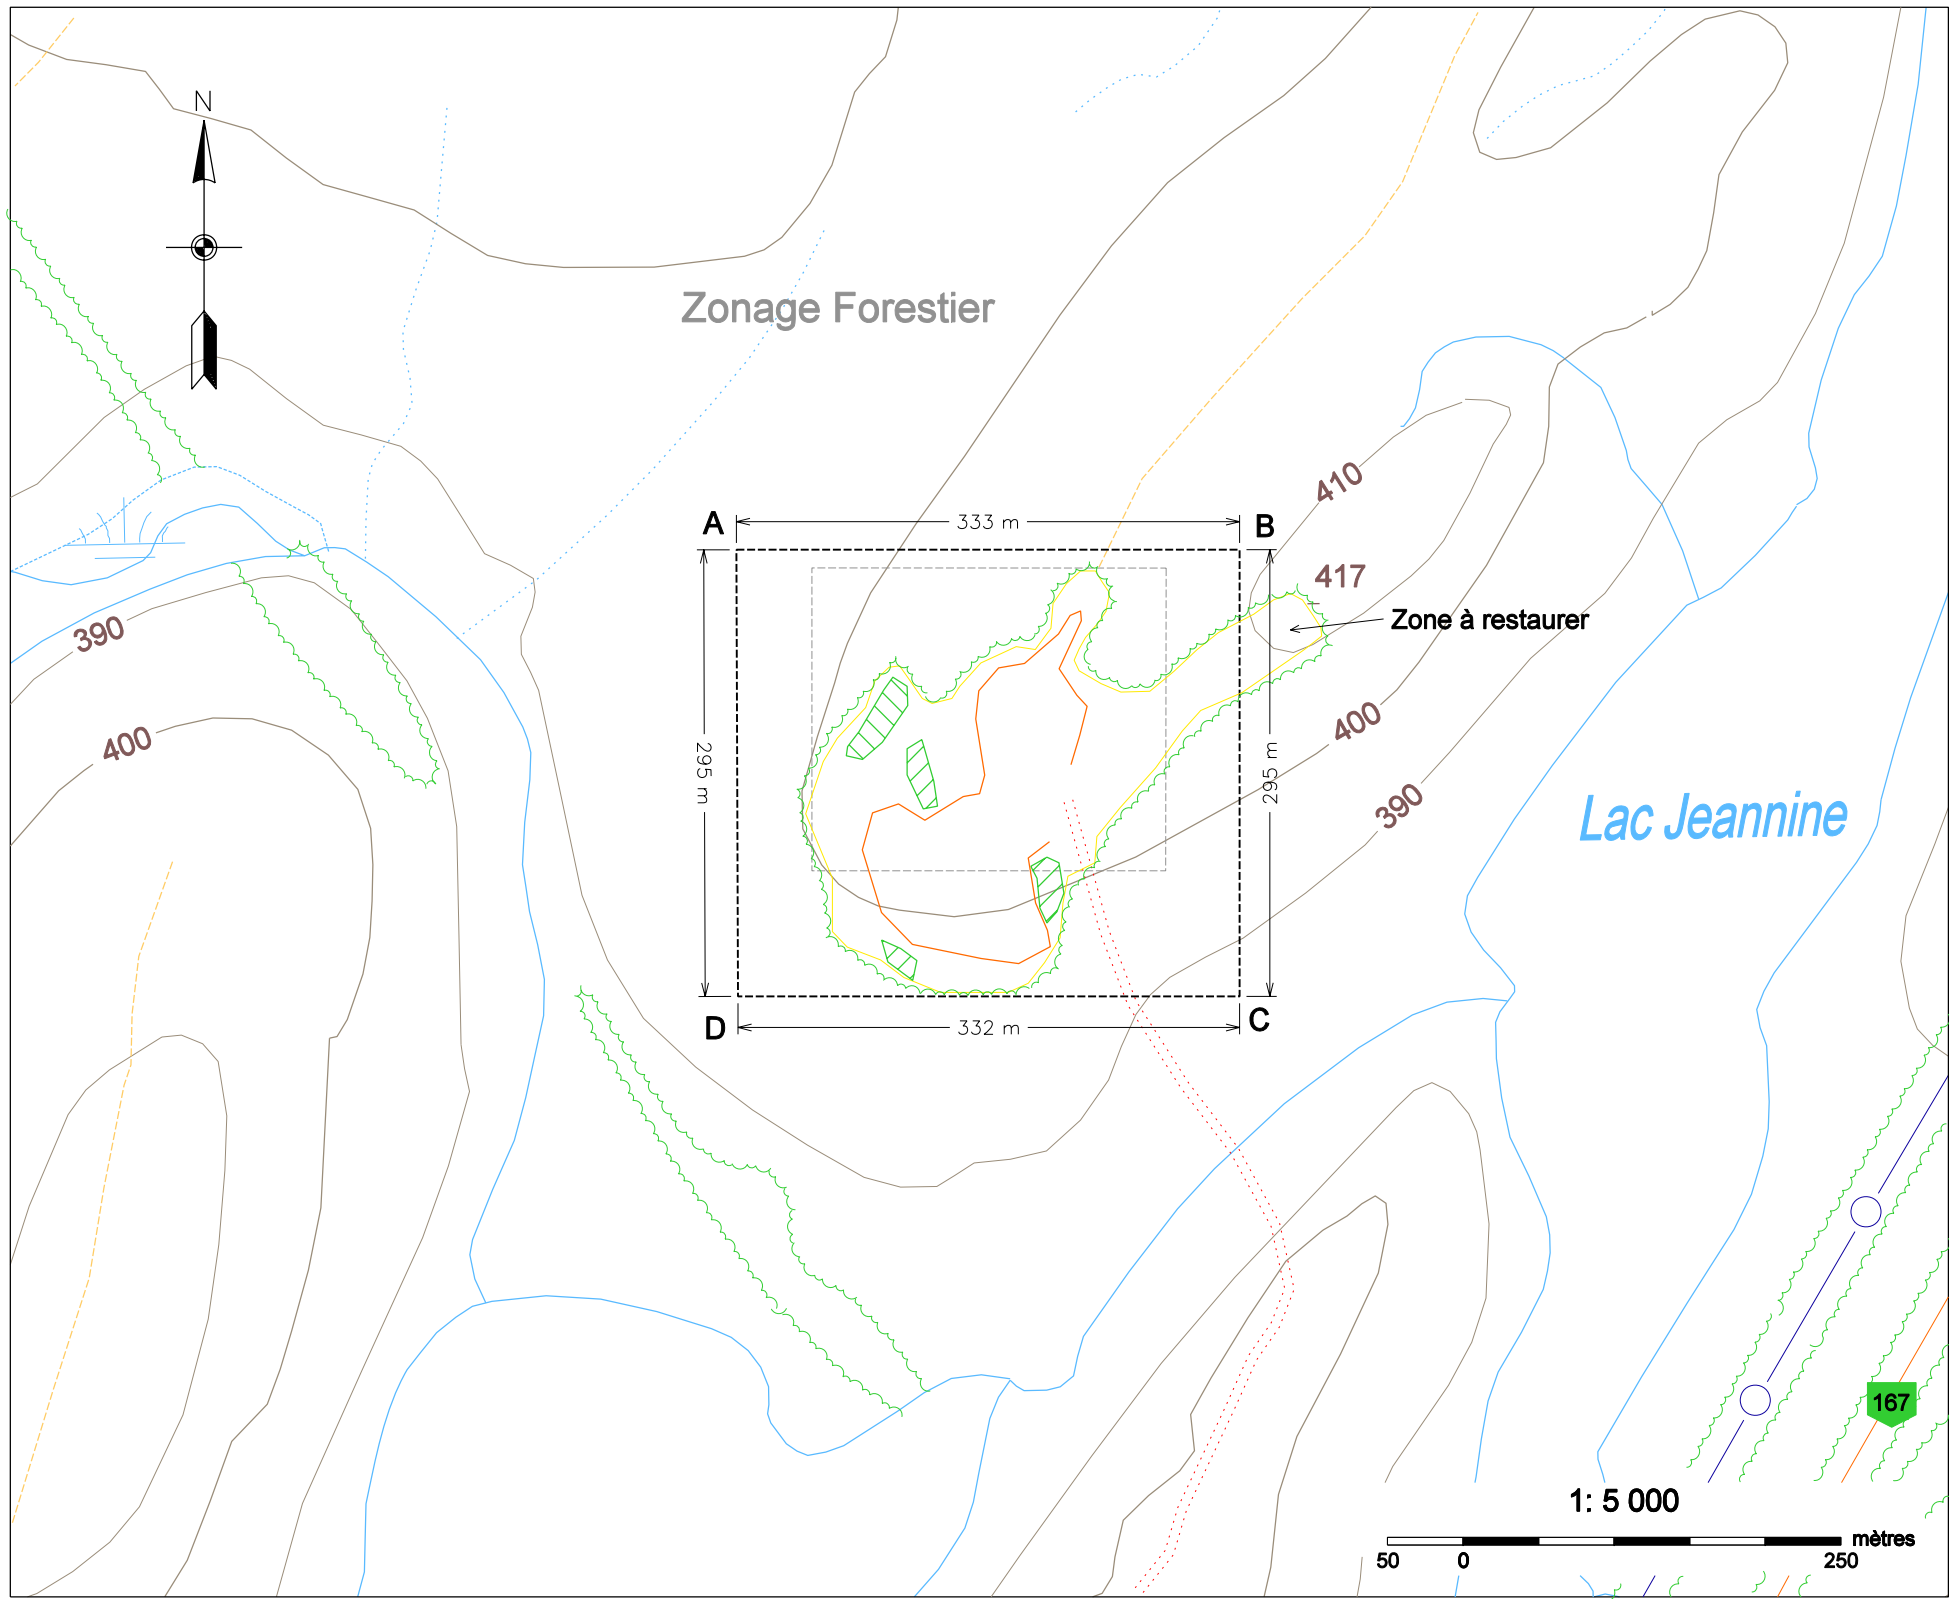 N
Zonage Forestier
410
A
333 m
B
417
Zone à restaurer
390
400
400
295 m
295 m
390
Lac Jeannine
D
332 m
C
167
1: 5 000
mètres
50
0
250